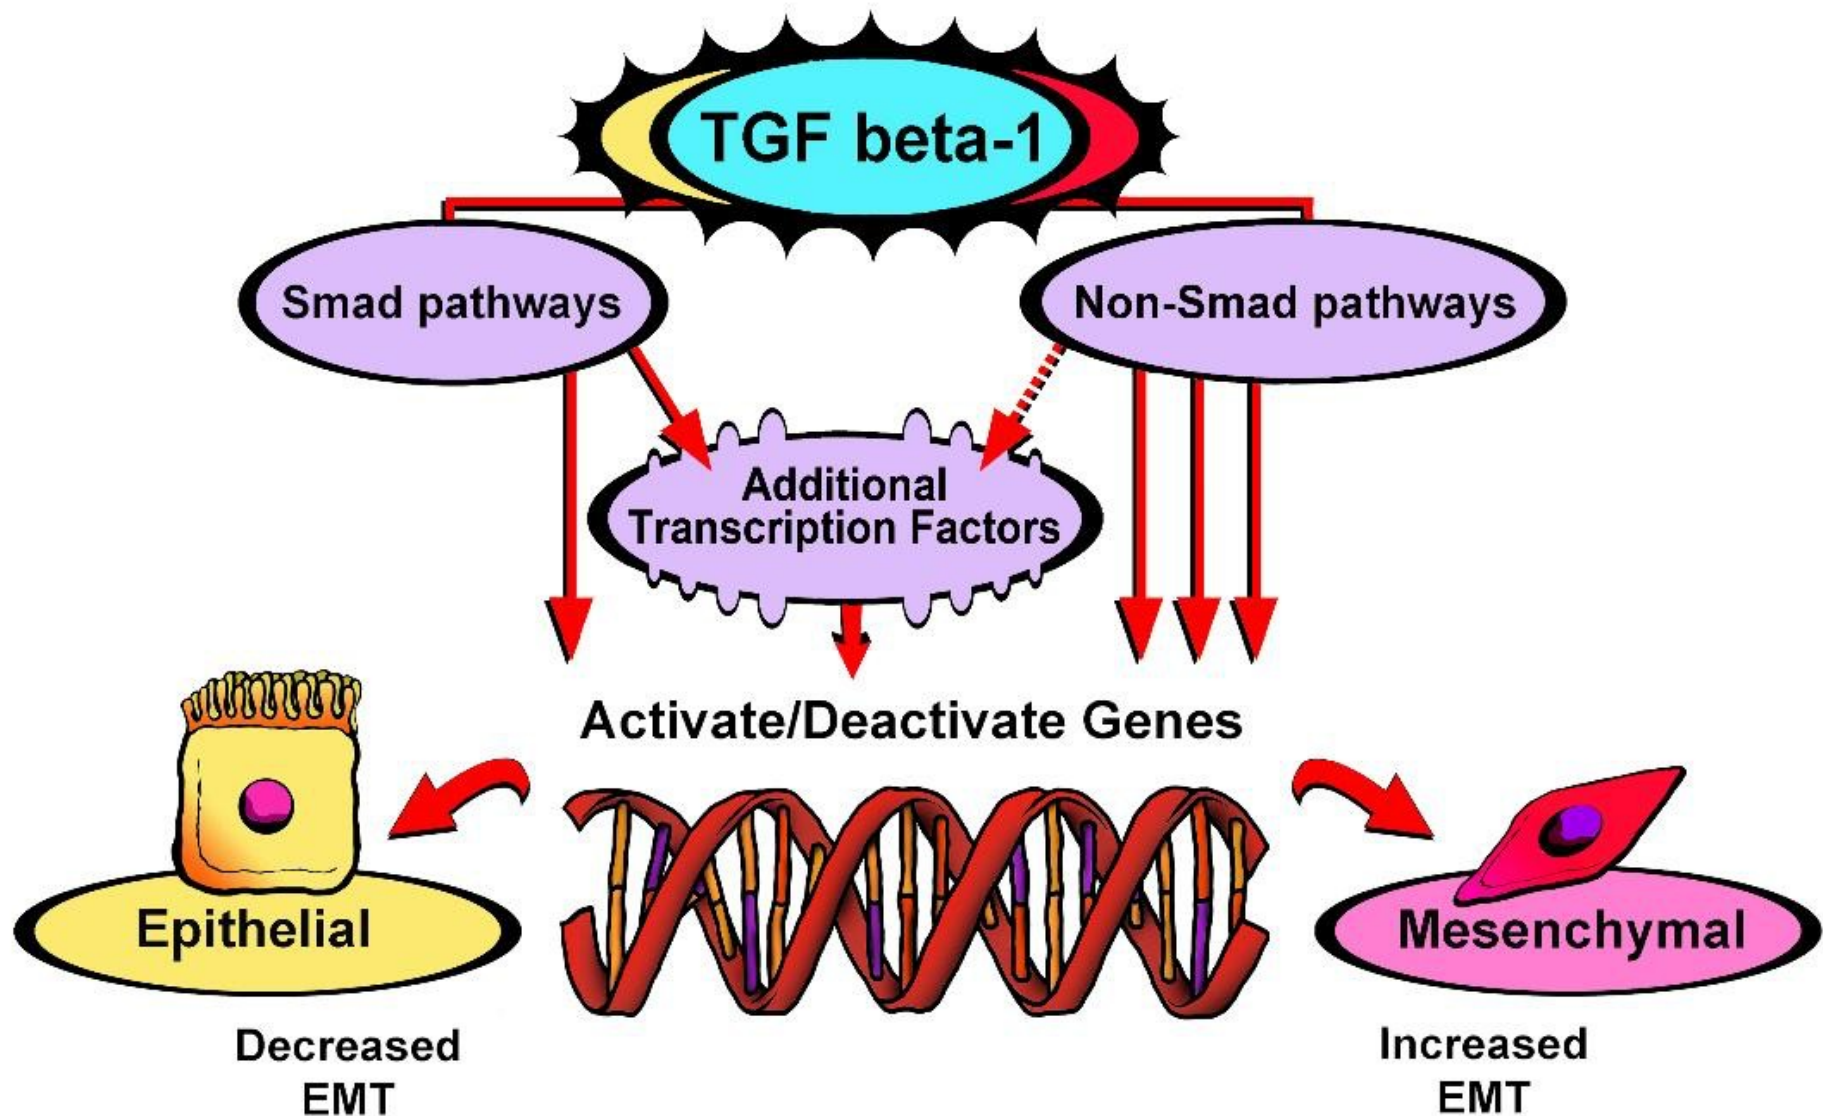 TGF beta-1
Smad pathways
Non-Smad pathways
Additional
Transcription Factors
Activate/Deactivate Genes
Epithelial
Mesenchymal
Decreased
EMT
Increased
EMT